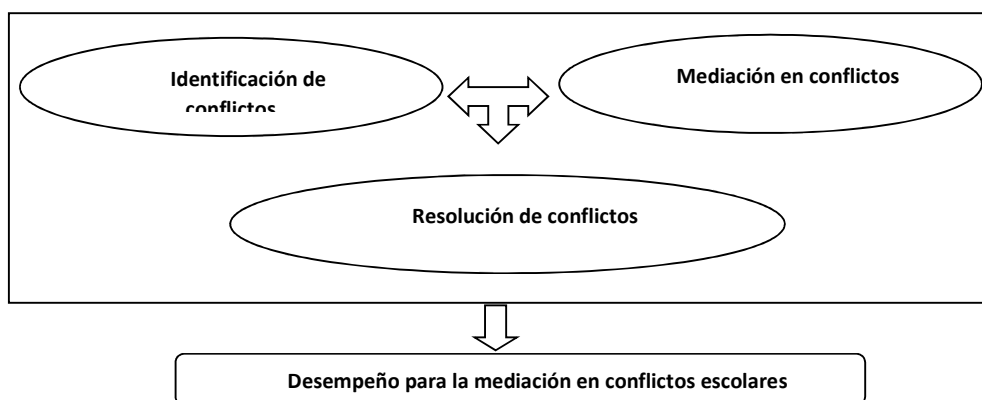 Identificación de
conflictos
Mediación en conflictos
Resolución de conflictos
Desempeño para la mediación en conflictos escolares